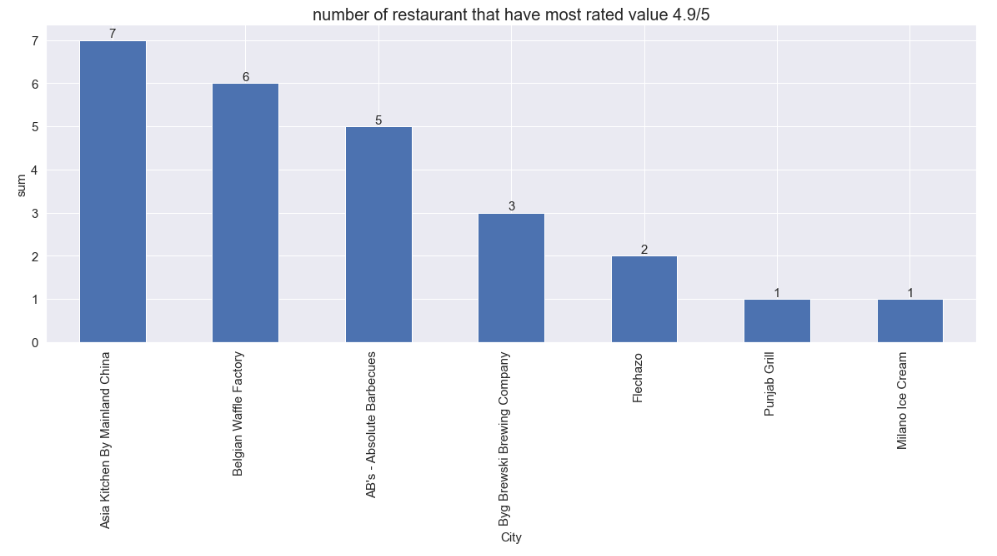 number of restaurant that have most rated value 4.9/5
7
6
5
4
3
2
1
0
sum
7
6
5
3
2
1
1
Asia Kitchen By Mainland China
Belgian Waffle Factory
AB's - Absolute Barbecues
Byg Brewski Brewing Company
Flechazo
Punjab Grill
Milano Ice Cream
City